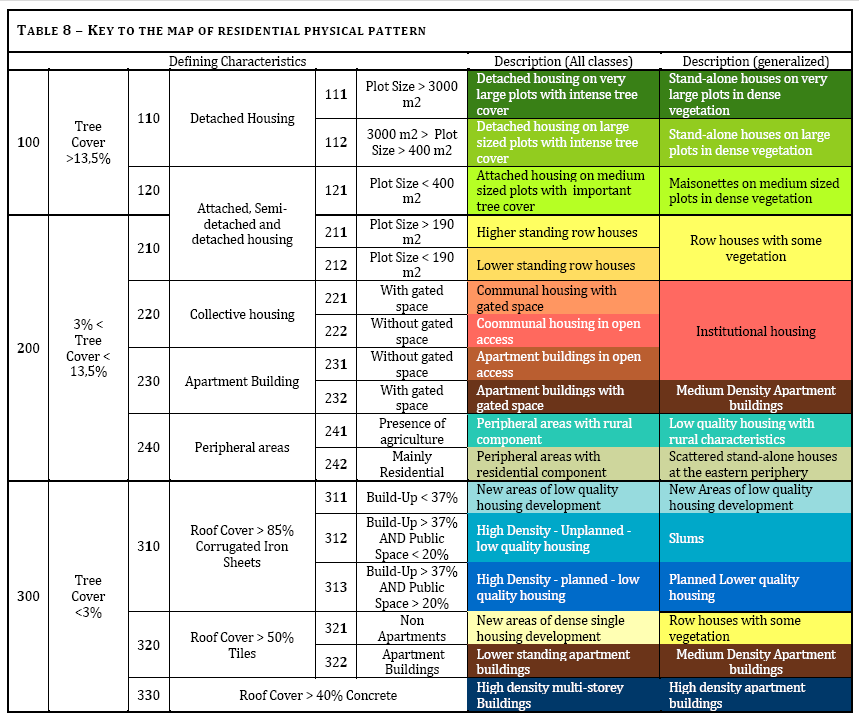 TABLE 8 – KEY TO THE MAP OF RESIDENTIAL PHYSICAL PATTERN
Defining Characteristics
Description (All classes)
Description (generalized)
100
Tree
Cover
>13,5%
110
Detached Housing
111
Plot Size > 3000
m2
Detached housing on very
large plots with intense tree
cover
Stand-alone houses on very
large plots in dense
vegetation
112
3000 m2 > Plot
Size > 400 m2
Detached housing on large
sized plots with intense tree
cover
Stand-alone houses on large
plots in dense vegetation
120
Attached, Semi-
detached and
detached housing
121
Plot Size < 400
m2
Attached housing on medium
sized plots with important
tree cover
Maisonettes on medium sized
plots in dense vegetation
200
3% <
Tree
Cover <
13,5%
210
211
Plot Size > 190
m2
Higher standing row houses
Row houses with some
vegetation
212
Plot Size < 190
m2
Lower standing row houses
220
Collective housing
221
With gated
space
Communal housing with
gated space
Institutional housing
222
Without gated
space
Coommunal housing in open
access
230
Apartment Building
231
Without gated
space
Apartment buildings in open
access
232
With gated
space
Apartment buildings with
gated space
Medium Density Apartment
buildings
240
Peripheral areas
241
Presence of
agriculture
Peripheral areas with rural
component
Low quality housing with
rural characteristics
242
Mainly
Residential
Peripheral areas with
residential component
Scattered stand-alone houses
at the eastern periphery
300
Tree
Cover
<3%
310
Roof Cover > 85%
Corrugated Iron
Sheets
311
Build-Up < 37%
New areas of low quality
housing development
New Areas of low quality
housing development
312
Build-Up > 37%
AND Public
Space < 20%
High Density - Unplanned -
low quality housing
Slums
313
Build-Up > 37%
AND Public
Space > 20%
High Density - planned - low
quality housing
Planned Lower quality
housing
320
Roof Cover > 50%
Tiles
321
Non
Apartments
New areas of dense single
housing development
Row houses with some
vegetation
322
Apartment
Buildings
Lower standing apartment
buildings
Medium Density Apartment
buildings
330
Roof Cover > 40% Concrete
High density multi-storey
Buildings
High density apartment
buildings